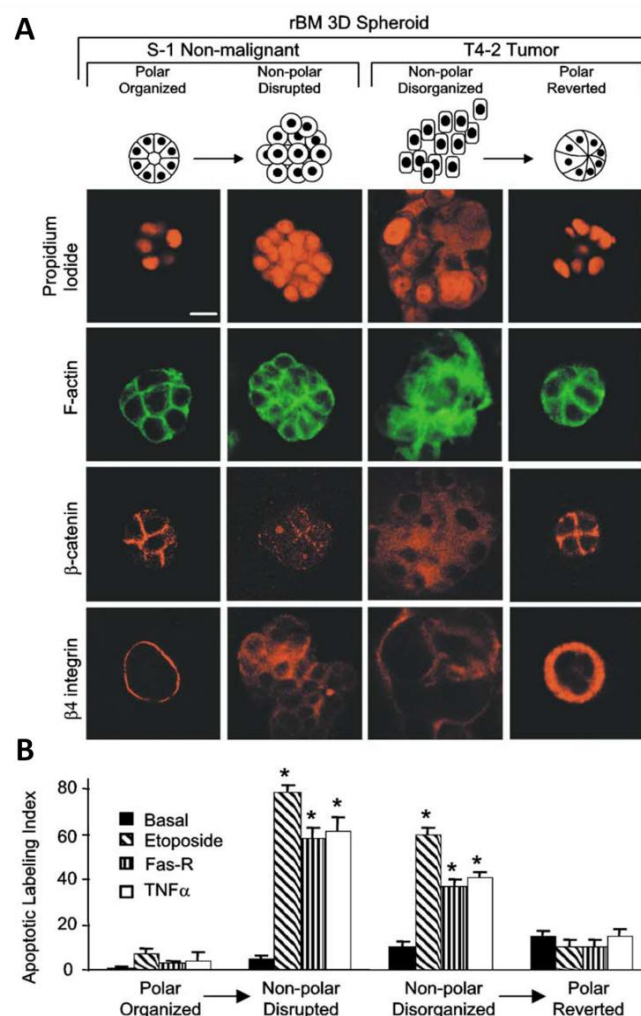 A
rBM 3D Spheroid
S-1 Non-malignant
T4-2 Tumor
Polar
Organized
Non-polar
Disrupted
Non-polar
Disorganized
Polar
Reverted
Propidium
Iodide
F-actin
β-catenin
β4 integrin
B
Apoptotic Labeling Index
80
60
40
20
0
Basal
Etoposide
Fas-R
TNFα
* * *
* * *
Polar
Organized
Non-polar
Disrupted
Non-polar
Disorganized
Polar
Reverted